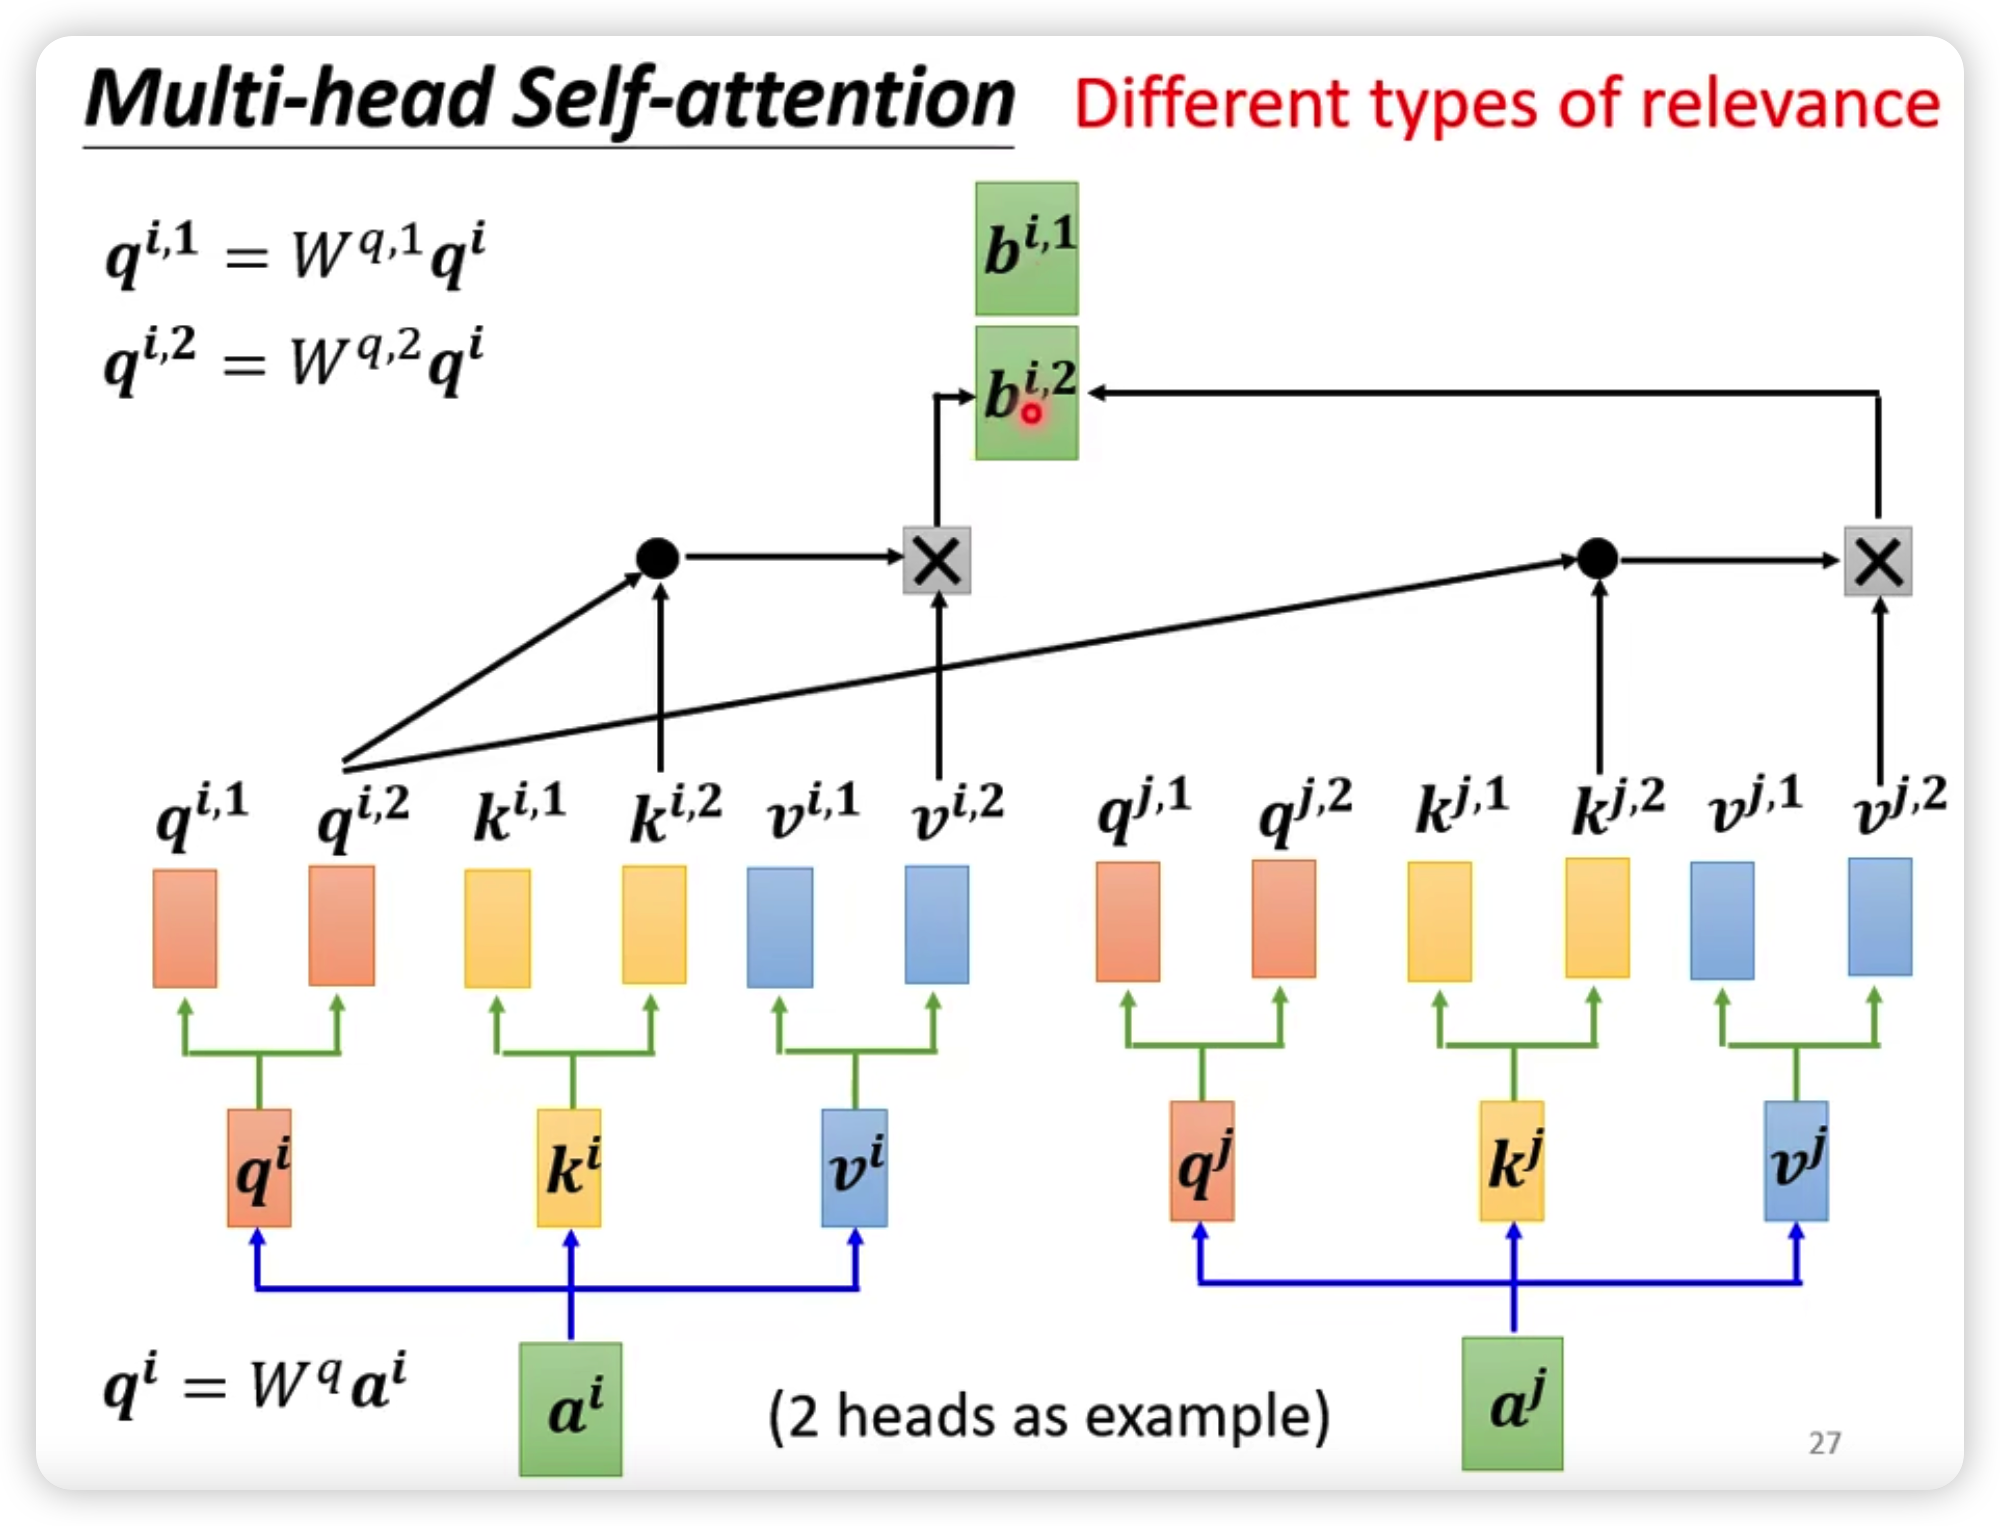 Multi-head Self-attention Different types of relevance
q^{i,1} = W^{q,1} q^i
q^{i,2} = W^{q,2} q^i
b^{i,1}
b^{i,2}
q^{i,1} q^{i,2} k^{i,1} k^{i,2} v^{i,1} v^{i,2} q^{j,1} q^{j,2} k^{j,1} k^{j,2} v^{j,1} v^{j,2}
q^i k^i v^i q^j k^j v^j
q^i = W^q a^i
a^i (2 heads as example) a^j
27